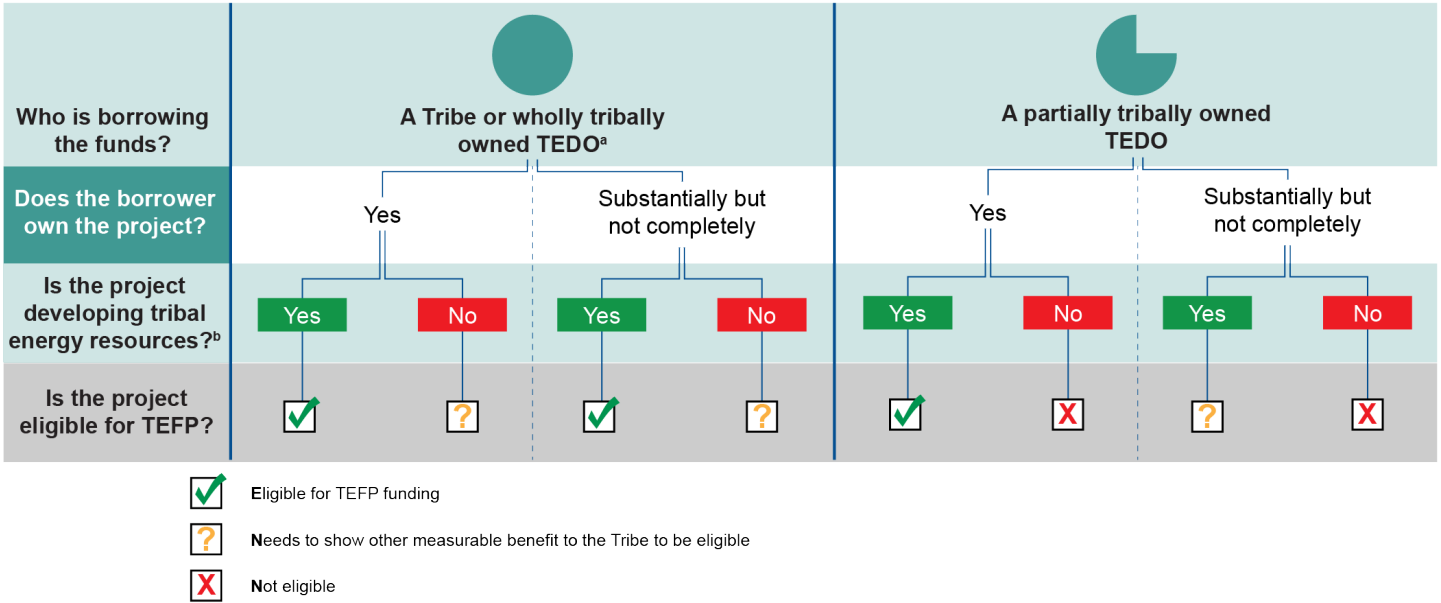 Who is borrowing
the funds?
A Tribe or wholly tribally
owned TEDOᵃ
A partially tribally owned
TEDO
Does the borrower
own the project?
Yes
Substantially but
not completely
Yes
Substantially but
not completely
Is the project
developing tribal
energy resources?ᵇ
Yes
No
Yes
No
Yes
No
Yes
No
Is the project
eligible for TEFP?
?
?
X
?
X
Eligible for TEFP funding
? Needs to show other measurable benefit to the Tribe to be eligible
X Not eligible